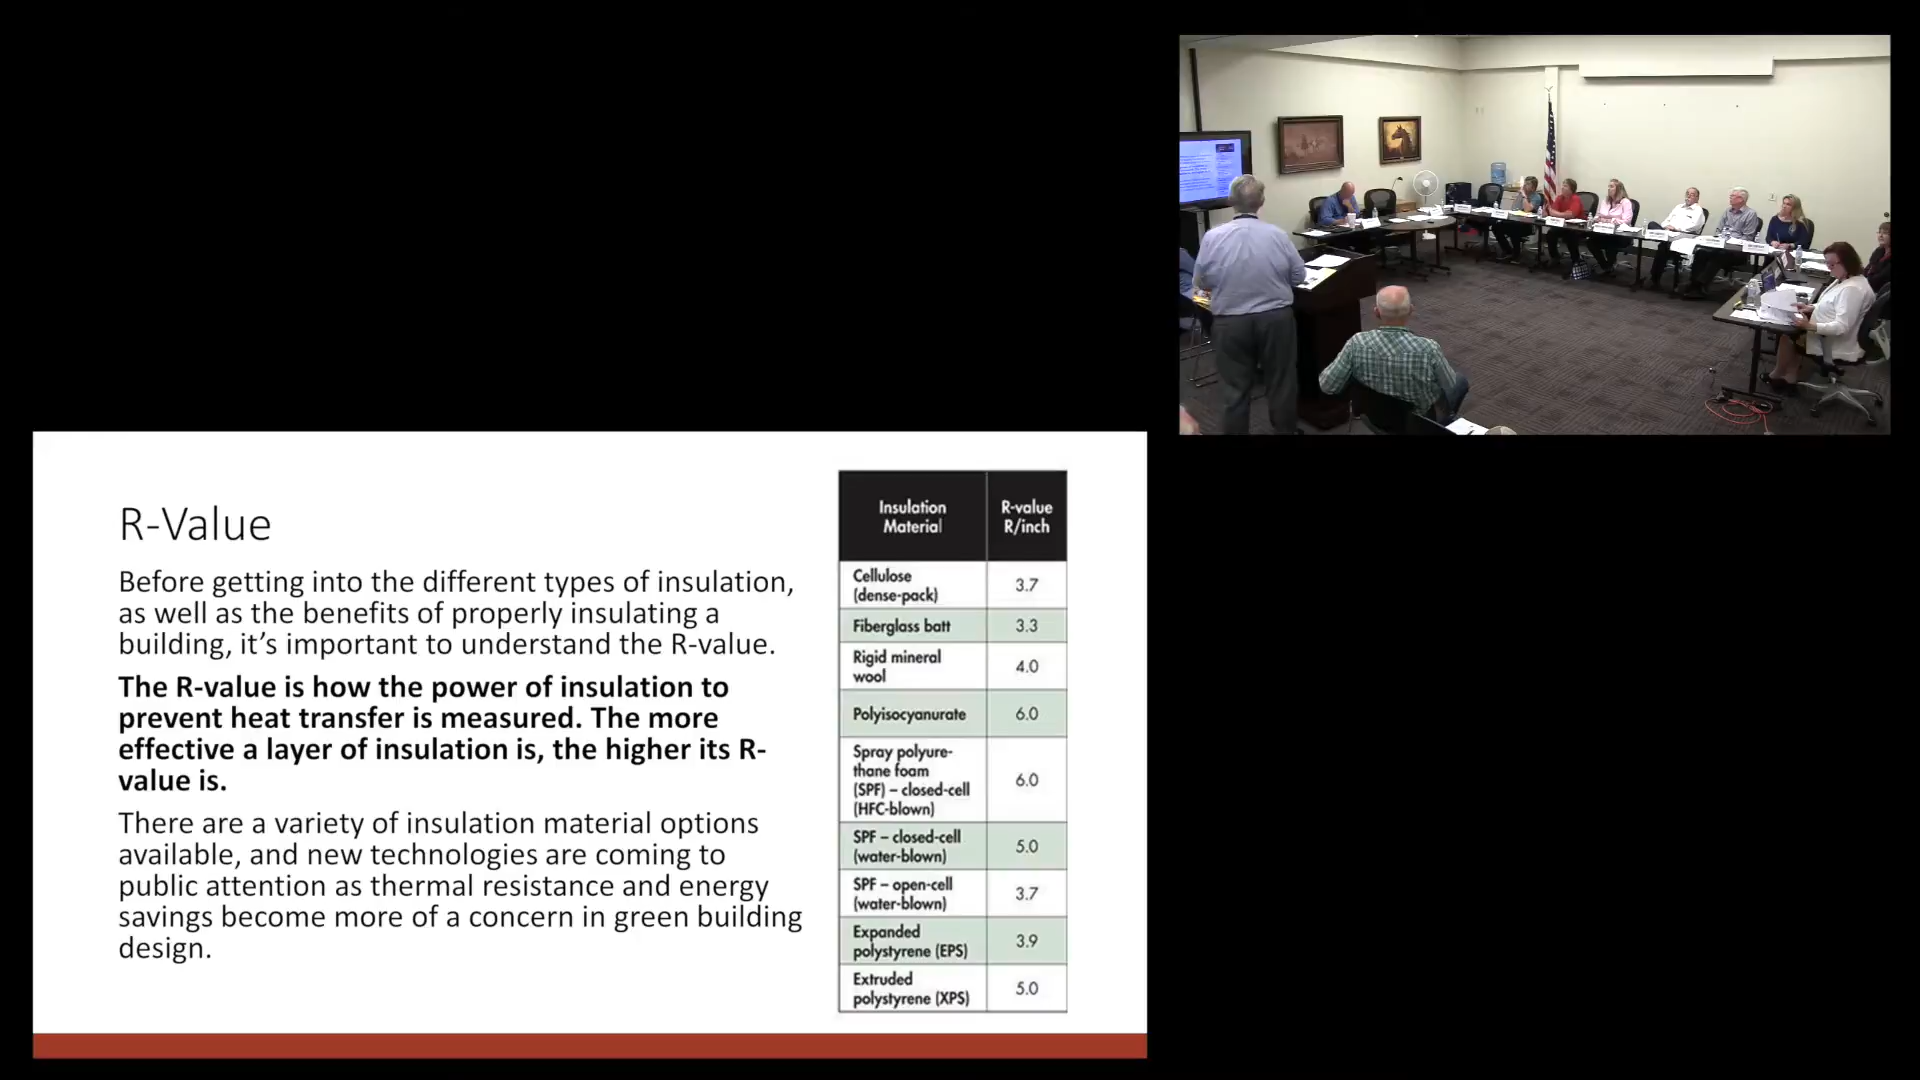 R-Value
Before getting into the different types of insulation,
as well as the benefits of properly insulating a
building, it's important to understand the R-value.
The R-value is how the power of insulation to
prevent heat transfer is measured. The more
effective a layer of insulation is, the higher its R-
value is.
There are a variety of insulation material options
available, and new technologies are coming to
public attention as thermal resistance and energy
savings become more of a concern in green building
design.
Insulation
Material
R-value
R/inch
Cellulose
(dense-pack)
3.7
Fiberglass batt
3.3
Rigid mineral
wool
4.0
Polyisocyanurate
6.0
Spray polyure-
thane foam
(SPF) – closed-cell
(HFC-blown)
6.0
SPF – closed-cell
(water-blown)
5.0
SPF – open-cell
(water-blown)
3.7
Expanded
polystyrene (EPS)
3.9
Extruded
polystyrene (XPS)
5.0